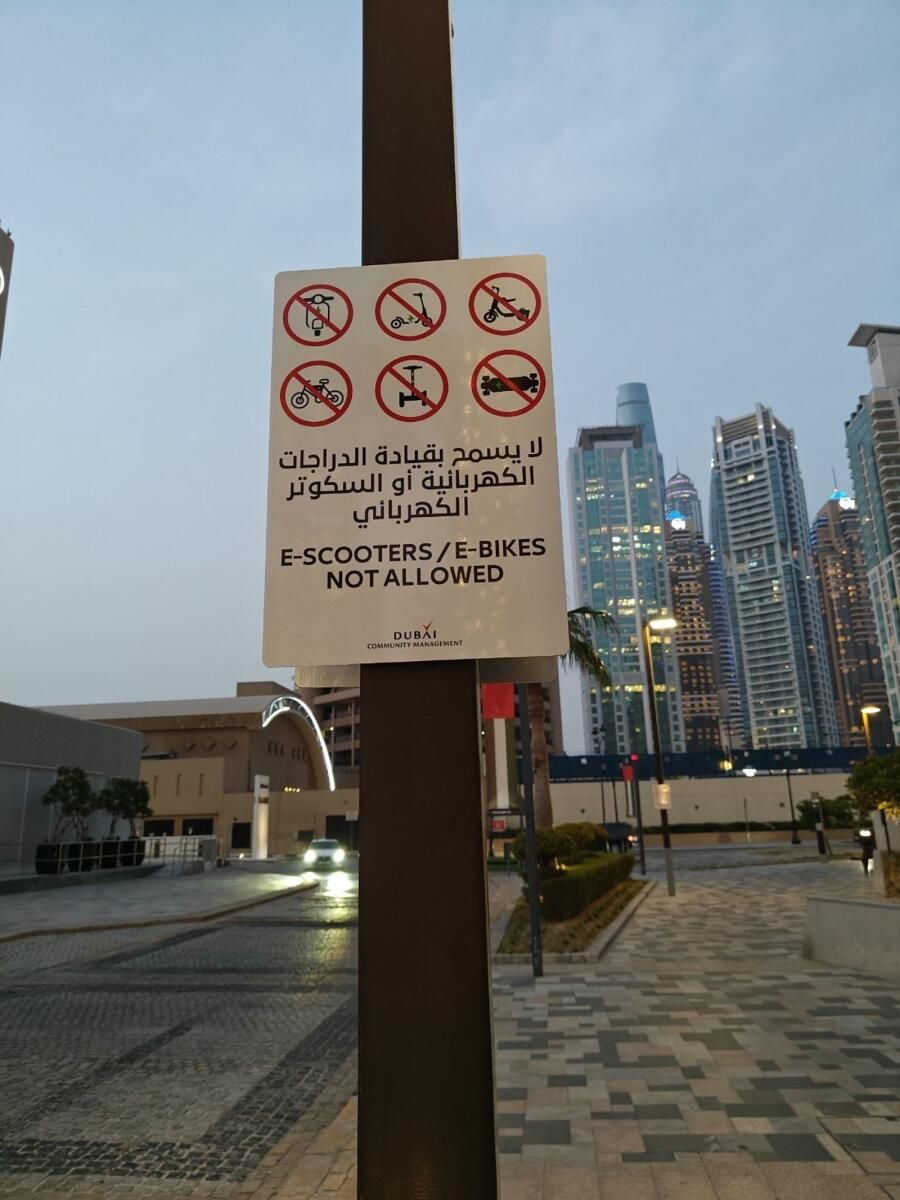 لا يسمح بقيادة الدراجات
الكهربائية أو السكوتر
الكهربائي
E-SCOOTERS / E-BIKES
NOT ALLOWED
DUBAI
COMMUNITY MANAGEMENT